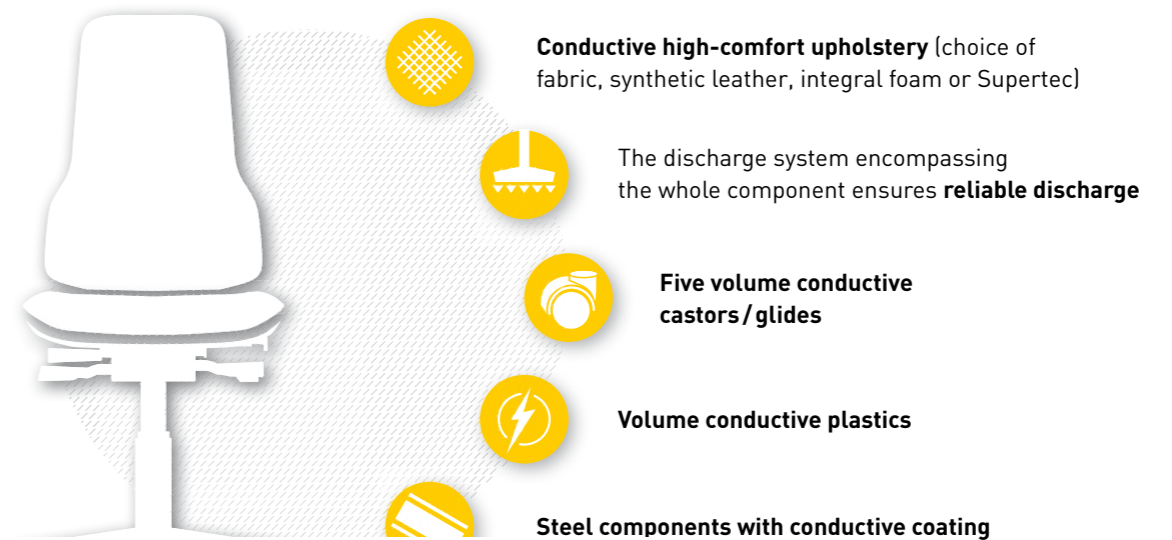 Conductive high-comfort upholstery (choice of
fabric, synthetic leather, integral foam or Supertec)
The discharge system encompassing
the whole component ensures reliable discharge
Five volume conductive
castors / glides
Volume conductive plastics
Steel components with conductive coating